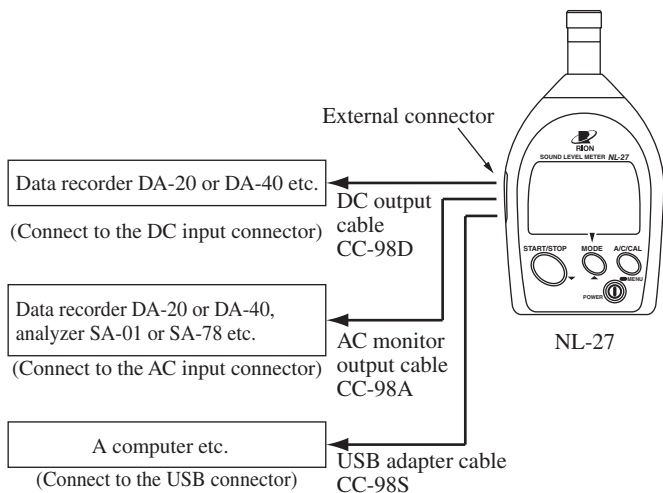 External connector
RION
SOUND LEVEL METER NL-27
Data recorder DA-20 or DA-40 etc.
(Connect to the DC input connector)
DC output
cable
CC-98D
START/STOP
MODE
A/C/CAL
MENU
POWER
NL-27
Data recorder DA-20 or DA-40,
analyzer SA-01 or SA-78 etc.
(Connect to the AC input connector)
AC monitor
output cable
CC-98A
A computer etc.
(Connect to the USB connector)
USB adapter cable
CC-98S